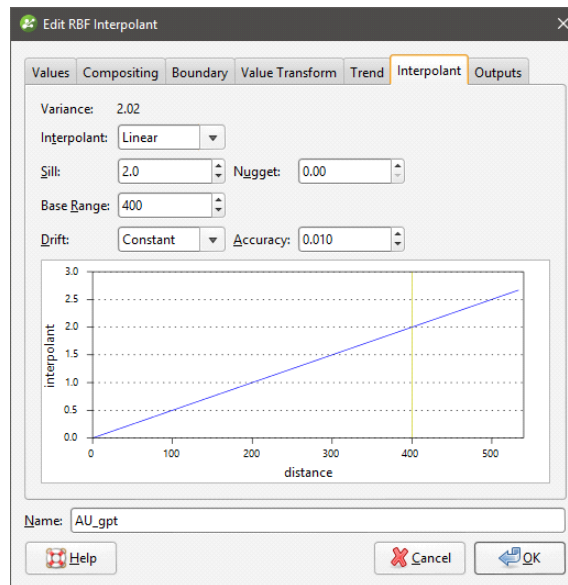 Edit RBF Interpolant
Values Compositing Boundary Value Transform Trend Interpolant Outputs
Variance: 2.02
Interpolant: Linear
Sill: 2.0 Nugget: 0.00
Base Range: 400
Drift: Constant Accuracy: 0.010
3.0
2.5
2.0
1.5
1.0
0.5
0.0
interpolant
0 100 200 300 400 500
distance
Name: AU_gpt
Help Cancel OK